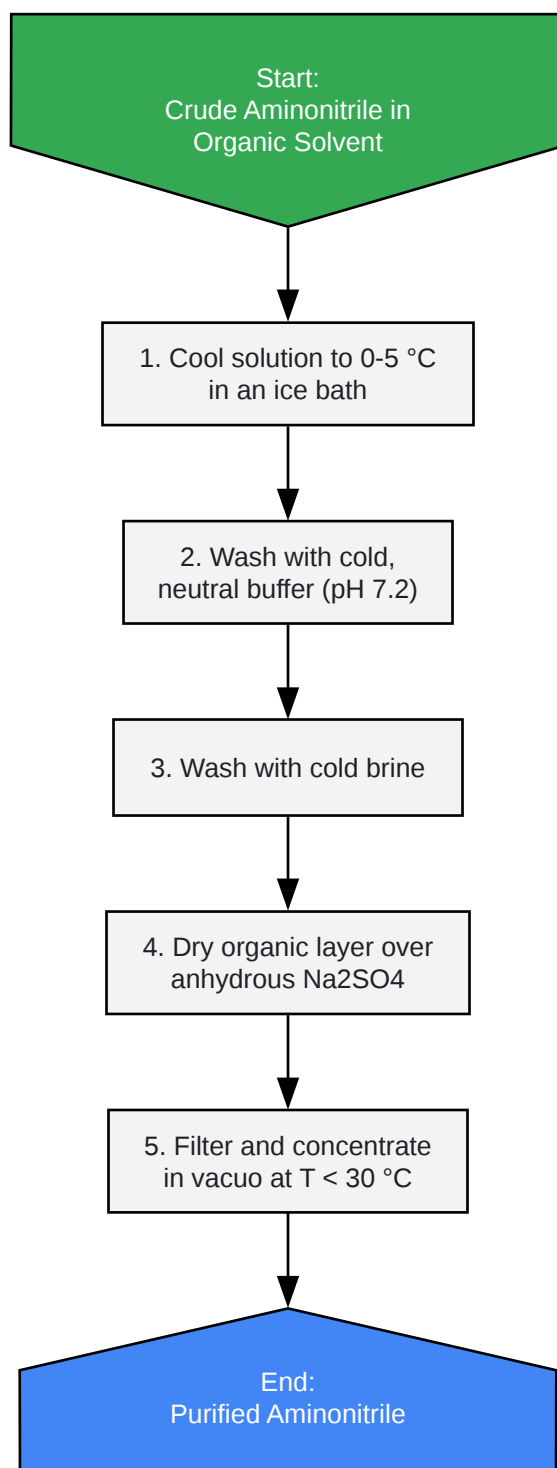 Start:
Crude Aminonitrile in
Organic Solvent
1. Cool solution to 0-5 °C
in an ice bath
2. Wash with cold,
neutral buffer (pH 7.2)
3. Wash with cold brine
4. Dry organic layer over
anhydrous Na2SO4
5. Filter and concentrate
in vacuo at T < 30 °C
End:
Purified Aminonitrile